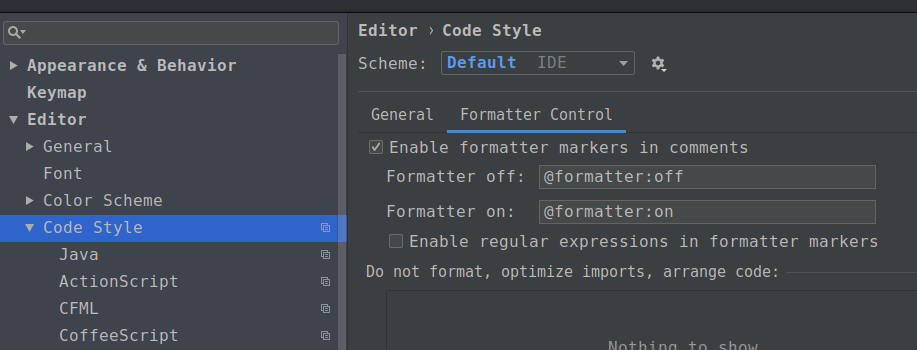 Appearance & Behavior
Keymap
Editor
General
Font
Color Scheme
Code Style
Java
ActionScript
CFML
CoffeeScript
Editor › Code Style
Scheme: Default IDE
General Formatter Control
Enable formatter markers in comments
Formatter off: @formatter:off
Formatter on: @formatter:on
Enable regular expressions in formatter markers
Do not format, optimize imports, arrange code:
Nothing to show